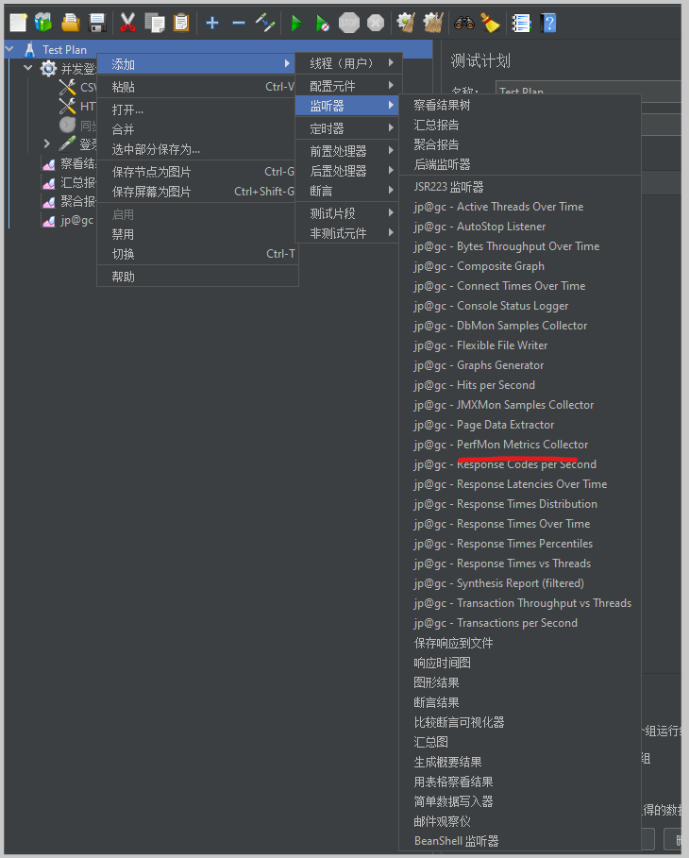 Test Plan
并发登
CSV
HT
同步
登录
察看结果
汇总报
聚合报
jp@gc
添加
粘贴 Ctrl-V
打开...
合并
选中部分保存为...
保存节点为图片 Ctrl-G
保存屏幕为图片 Ctrl+Shift-G
启用
禁用
切换 Ctrl-T
帮助
线程（用户）
配置元件
监听器
定时器
前置处理器
后置处理器
断言
测试片段
非测试元件
测试计划
名称: Test Plan
察看结果树
汇总报告
聚合报告
后端监听器
JSR223 监听器
jp@gc - Active Threads Over Time
jp@gc - AutoStop Listener
jp@gc - Bytes Throughput Over Time
jp@gc - Composite Graph
jp@gc - Connect Times Over Time
jp@gc - Console Status Logger
jp@gc - DbMon Samples Collector
jp@gc - Flexible File Writer
jp@gc - Graphs Generator
jp@gc - Hits per Second
jp@gc - JMXMon Samples Collector
jp@gc - Page Data Extractor
jp@gc - PerfMon Metrics Collector
jp@gc - Response Codes per Second
jp@gc - Response Latencies Over Time
jp@gc - Response Times Distribution
jp@gc - Response Times Over Time
jp@gc - Response Times Percentiles
jp@gc - Response Times vs Threads
jp@gc - Synthesis Report (filtered)
jp@gc - Transaction Throughput vs Threads
jp@gc - Transactions per Second
保存响应到文件
响应时间图
图形结果
断言结果
比较断言可视化器
汇总图
生成概要结果
用表格察看结果
简单数据写入器
邮件观察仪
BeanShell 监听器
个组运行
组
得的数据